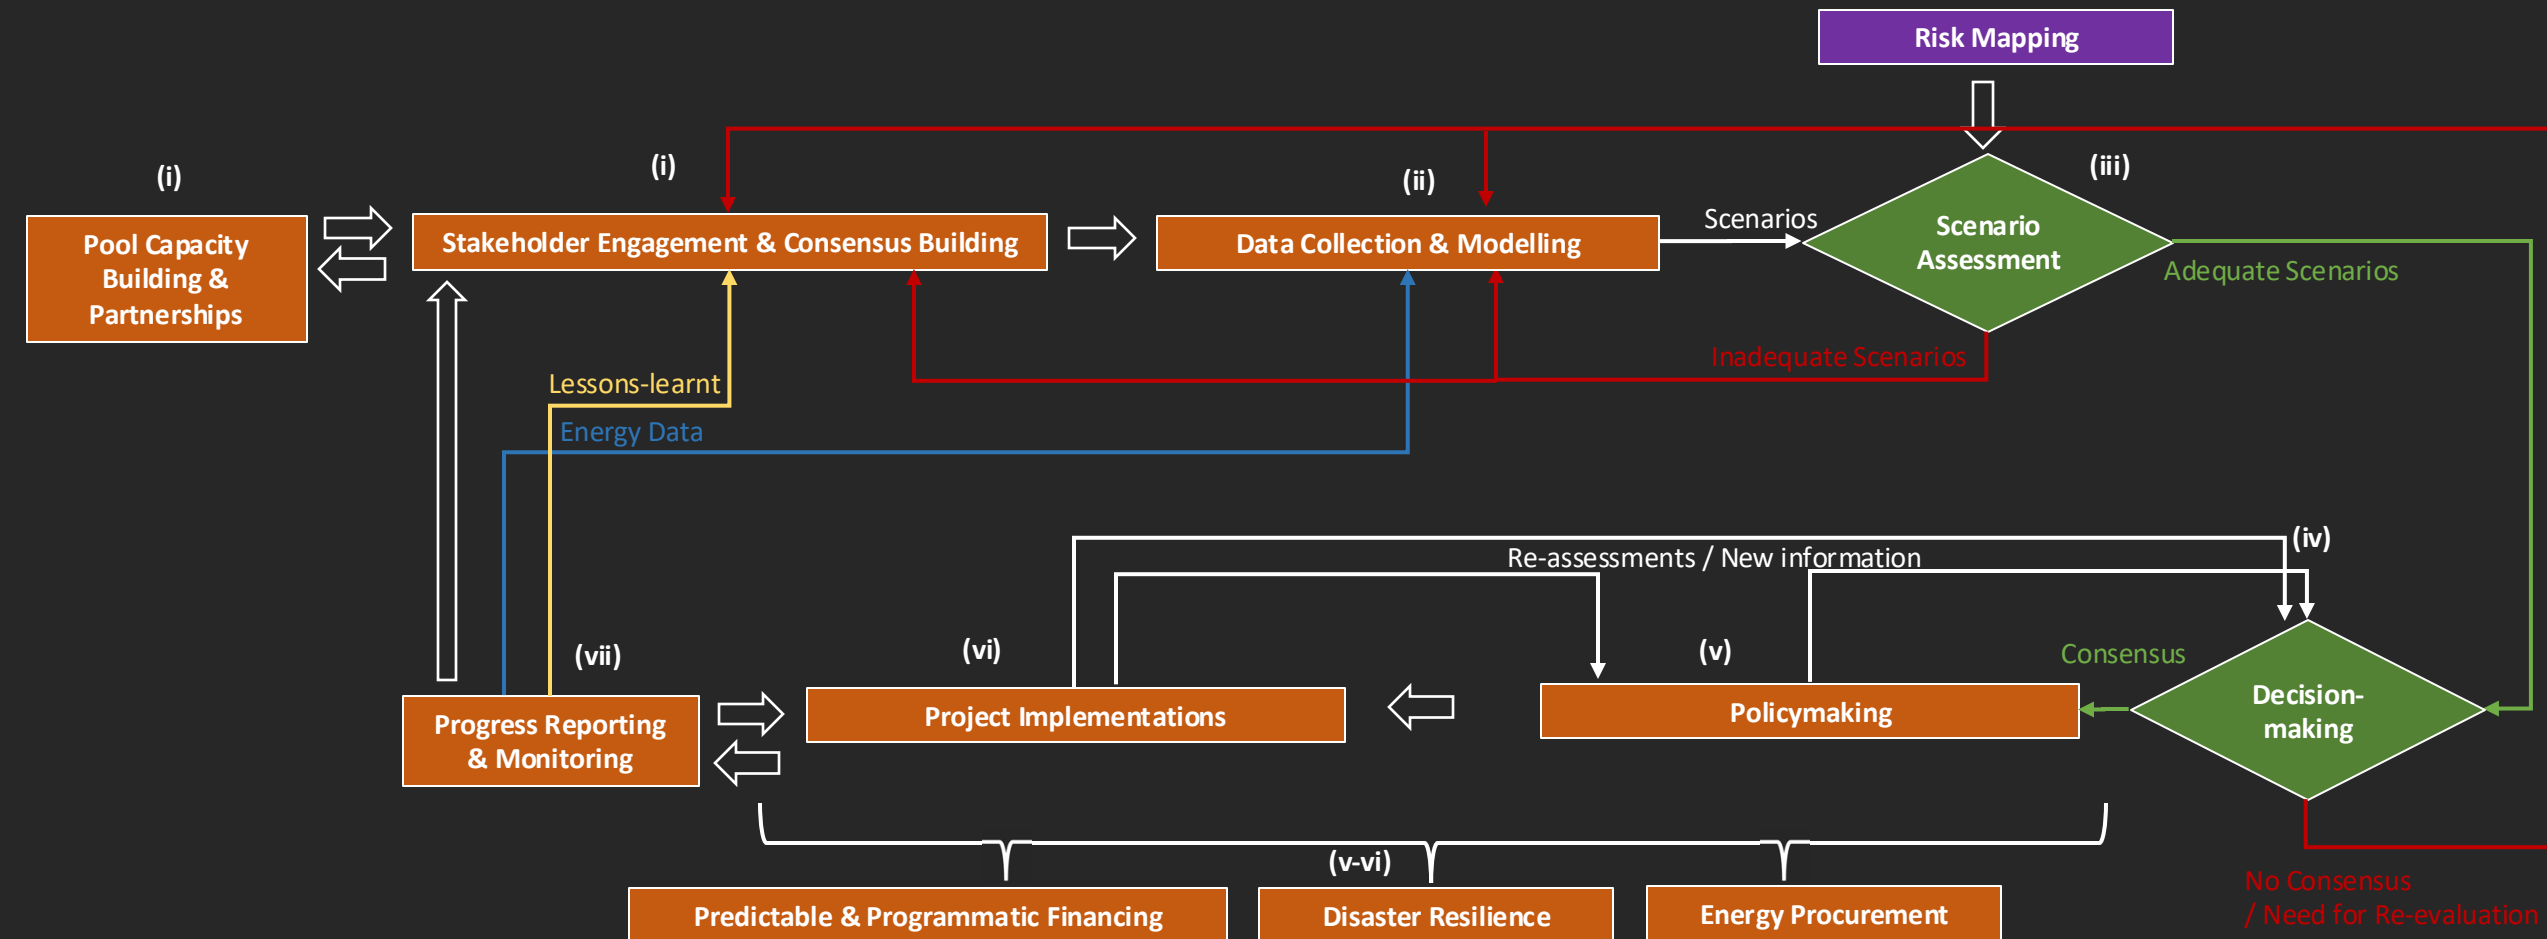 Risk Mapping
(i)
(i)
(ii)
(iii)
Pool Capacity
Building &
Partnerships
Stakeholder Engagement & Consensus Building
Data Collection & Modelling
Scenarios
Scenario
Assessment
Adequate Scenarios
Inadequate Scenarios
Lessons-learnt
Energy Data
Re-assessments / New information
(iv)
(vii)
(vi)
(v)
Consensus
Progress Reporting
& Monitoring
Project Implementations
Policymaking
Decision-
making
(v-vi)
No Consensus
/ Need for Re-evaluation
Predictable & Programmatic Financing
Disaster Resilience
Energy Procurement